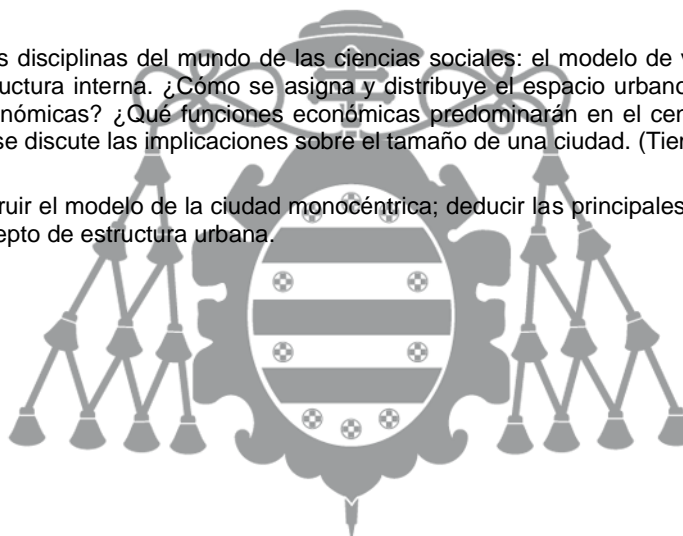 s disciplinas del mundo de las ciencias sociales: el modelo de
uctura interna. ¿Cómo se asigna y distribuye el espacio urbano
nómicas? ¿Qué funciones económicas predominarán en el cen
se discute las implicaciones sobre el tamaño de una ciudad. (Tien
ruir el modelo de la ciudad monocéntrica; deducir las principales
epto de estructura urbana.